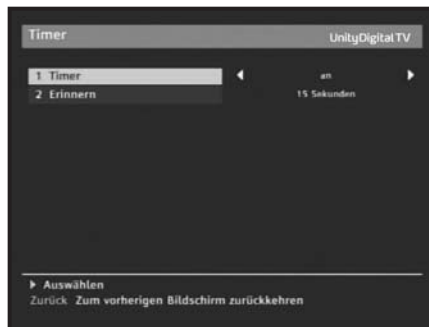 Timer UnityDigitalTV
1 Timer an
2 Erinnern 15 Sekunden
Auswählen
Zurück Zum vorherigen Bildschirm zurückkehren